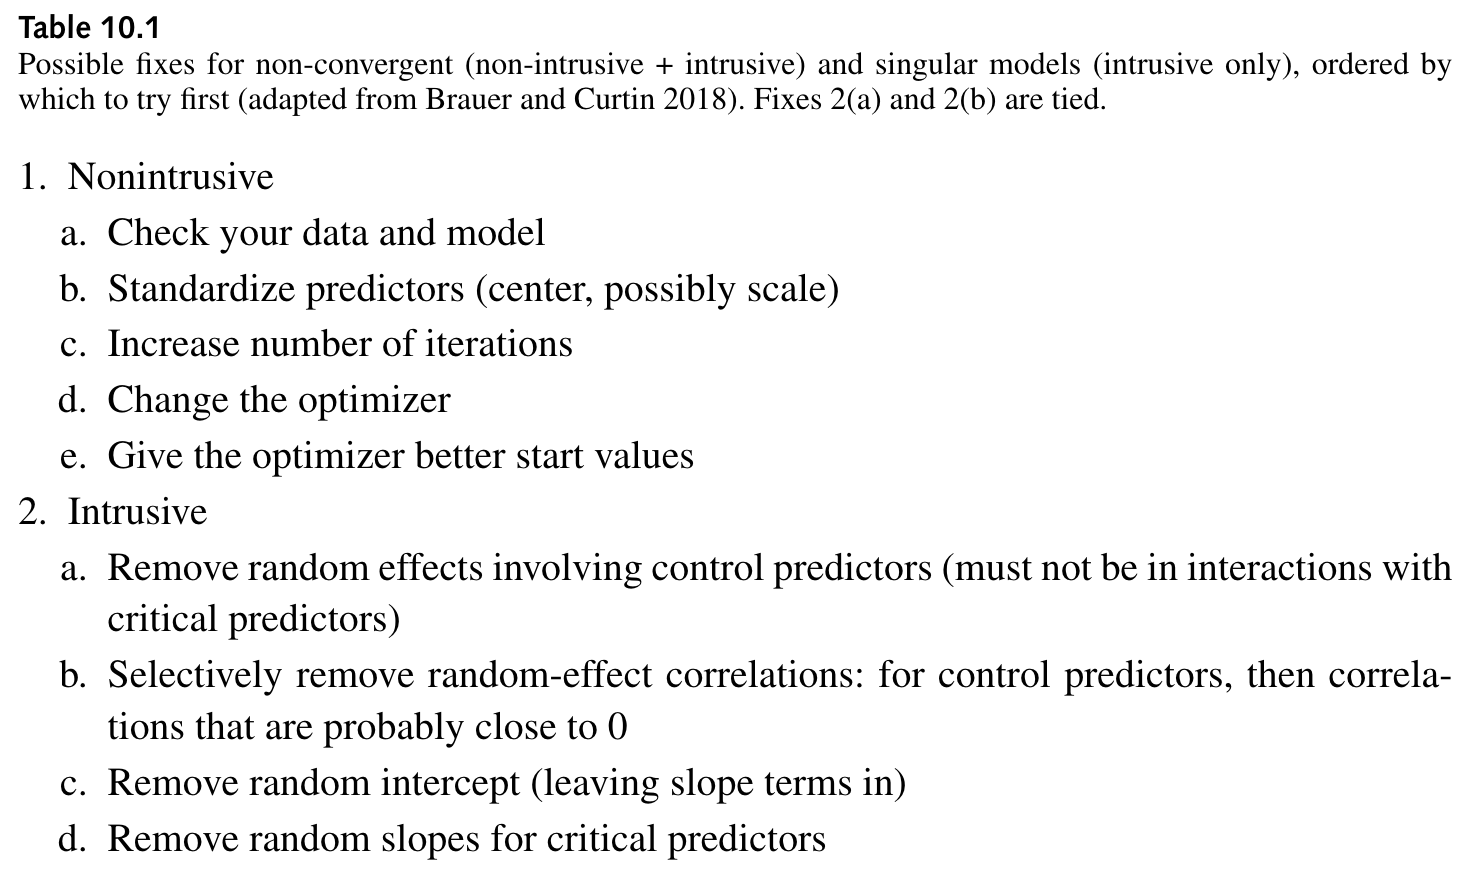 Table 10.1
Possible fixes for non-convergent (non-intrusive + intrusive) and singular models (intrusive only), ordered by
which to try first (adapted from Brauer and Curtin 2018). Fixes 2(a) and 2(b) are tied.
1. Nonintrusive
a. Check your data and model
b. Standardize predictors (center, possibly scale)
c. Increase number of iterations
d. Change the optimizer
e. Give the optimizer better start values
2. Intrusive
a. Remove random effects involving control predictors (must not be in interactions with
critical predictors)
b. Selectively remove random-effect correlations: for control predictors, then correla-
tions that are probably close to 0
c. Remove random intercept (leaving slope terms in)
d. Remove random slopes for critical predictors